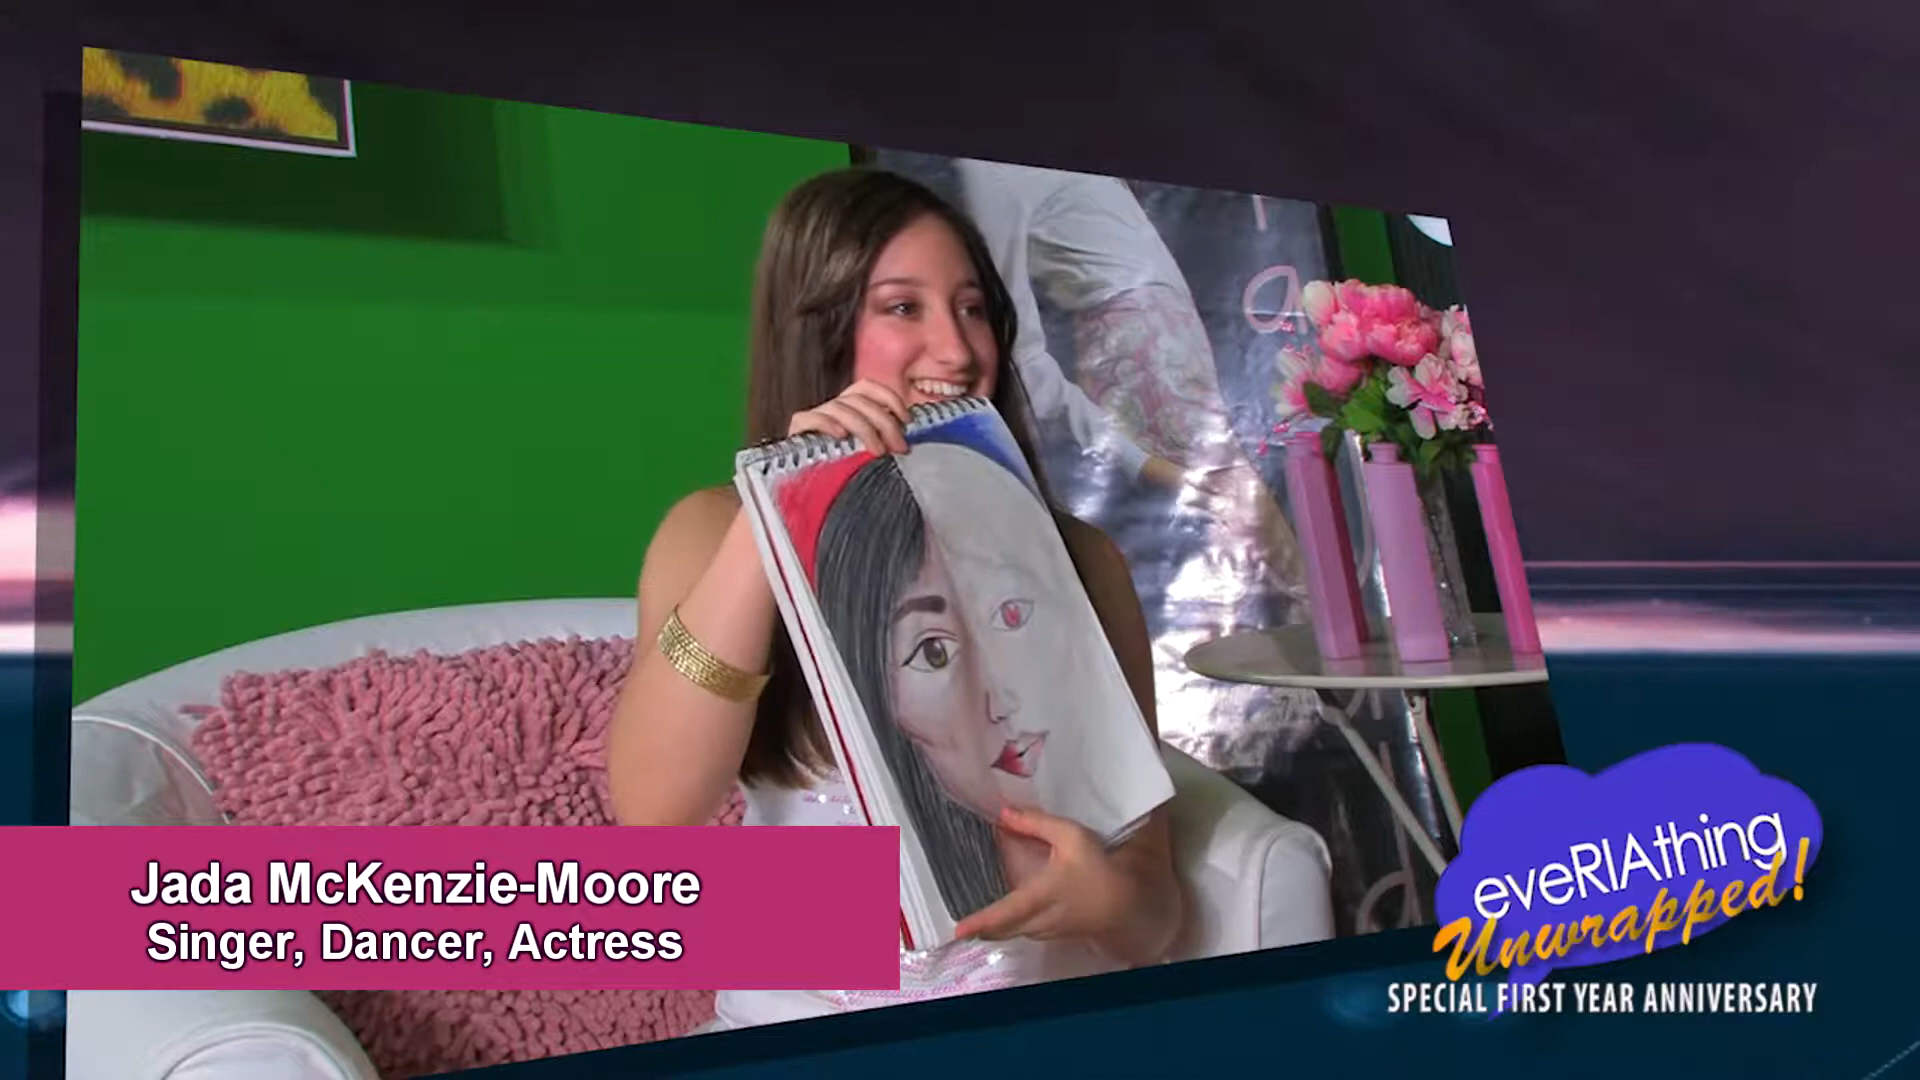 Jada McKenzie-Moore
Singer, Dancer, Actress
eveRIAthing
Unwrapped!
SPECIAL FIRST YEAR ANNIVERSARY